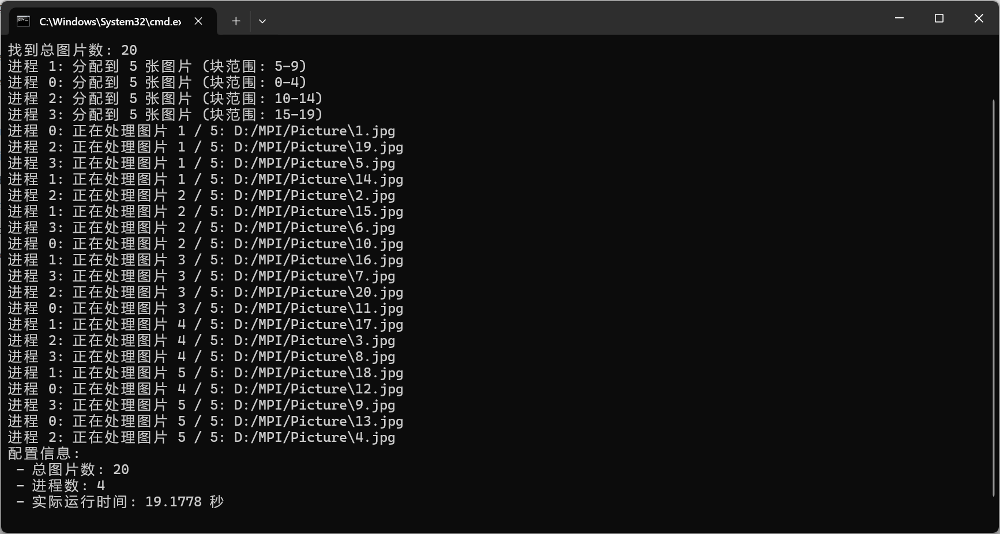 C:\Windows\System32\cmd.ex
找到总图片数: 20
进程 1: 分配到 5 张图片 (块范围: 5-9)
进程 0: 分配到 5 张图片 (块范围: 0-4)
进程 2: 分配到 5 张图片 (块范围: 10-14)
进程 3: 分配到 5 张图片 (块范围: 15-19)
进程 0: 正在处理图片 1 / 5: D:/MPI/Picture\1.jpg
进程 2: 正在处理图片 1 / 5: D:/MPI/Picture\19.jpg
进程 3: 正在处理图片 1 / 5: D:/MPI/Picture\5.jpg
进程 1: 正在处理图片 1 / 5: D:/MPI/Picture\14.jpg
进程 2: 正在处理图片 2 / 5: D:/MPI/Picture\2.jpg
进程 1: 正在处理图片 2 / 5: D:/MPI/Picture\15.jpg
进程 3: 正在处理图片 2 / 5: D:/MPI/Picture\6.jpg
进程 0: 正在处理图片 2 / 5: D:/MPI/Picture\10.jpg
进程 1: 正在处理图片 3 / 5: D:/MPI/Picture\16.jpg
进程 3: 正在处理图片 3 / 5: D:/MPI/Picture\7.jpg
进程 2: 正在处理图片 3 / 5: D:/MPI/Picture\20.jpg
进程 0: 正在处理图片 3 / 5: D:/MPI/Picture\11.jpg
进程 1: 正在处理图片 4 / 5: D:/MPI/Picture\17.jpg
进程 2: 正在处理图片 4 / 5: D:/MPI/Picture\3.jpg
进程 3: 正在处理图片 4 / 5: D:/MPI/Picture\8.jpg
进程 1: 正在处理图片 5 / 5: D:/MPI/Picture\18.jpg
进程 0: 正在处理图片 4 / 5: D:/MPI/Picture\12.jpg
进程 3: 正在处理图片 5 / 5: D:/MPI/Picture\9.jpg
进程 0: 正在处理图片 5 / 5: D:/MPI/Picture\13.jpg
进程 2: 正在处理图片 5 / 5: D:/MPI/Picture\4.jpg
配置信息:
- 总图片数: 20
- 进程数: 4
- 实际运行时间: 19.1778 秒